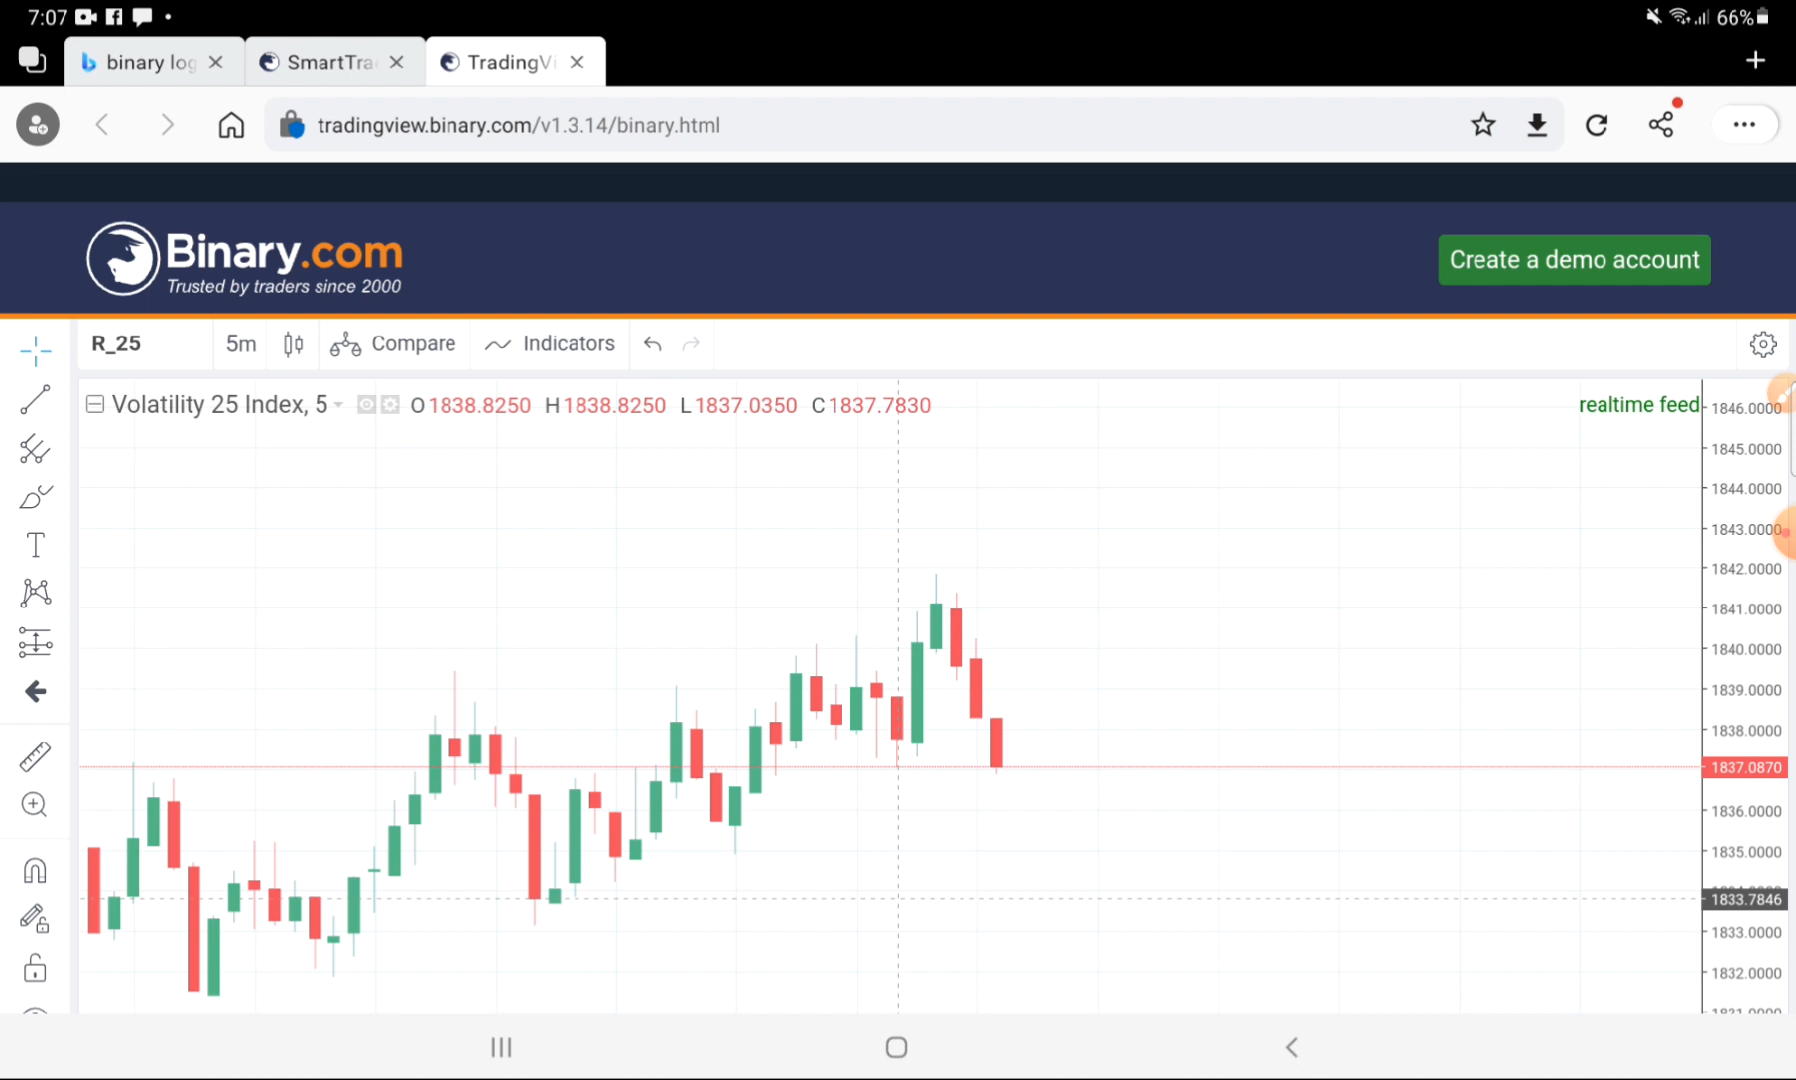 7:07
66%
binary log
SmartTra
TradingVi
tradingview.binary.com/v1.3.14/binary.html
Binary.com
Trusted by traders since 2000
Create a demo account
R_25
5m
Compare
Indicators
Volatility 25 Index, 5
O1838.8250 H1838.8250 L1837.0350 C1837.7830
realtime feed
1846.0000
1845.0000
1844.0000
1843.0000
1842.0000
1841.0000
1840.0000
1839.0000
1838.0000
1837.0870
1836.0000
1835.0000
1833.7846
1833.0000
1832.0000